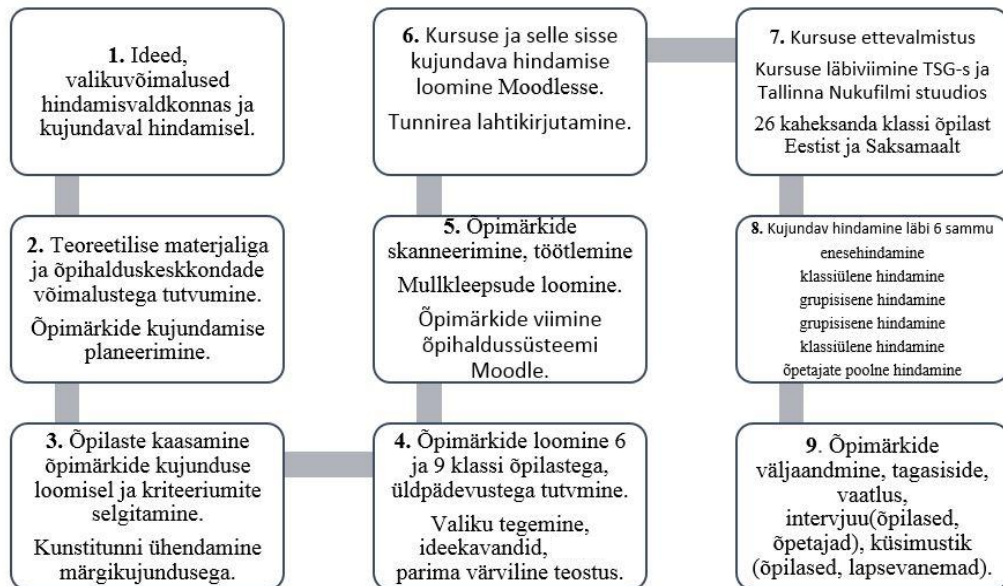 1. Ideed,
valikuvõimalused
hindamisvaldkonnas ja
kujundaval hindamisel.
2. Teoreetilise materjaliga
ja õpihalduskeskkondade
võimalustega tutvumine.
Õpimärkide kujundamise
planeerimine.
3. Õpilaste kaasamine
õpimärkide kujunduse
loomisel ja kriteeriumite
selgitamine.
Kunstitunni ühendamine
märgikujundusega.
4. Õpimärkide loomine 6
ja 9 klassi õpilastega,
üldpädevustega tutvmine.
Valiku tegemine,
ideekavandid,
parima värviline teostus.
5. Õpimärkide
skanneerimine, töötlemine
Mullkleepsude loomine.
Õpimärkide viimine
õpihaldussüsteemi
Moodle.
6. Kursuse ja selle sisse
kujundava hindamise
loomine Moodlesse.
Tunnirea lahtikirjutamine.
7. Kursuse ettevalmistus
Kursuse läbiviimine TSG-s ja
Tallinna Nukufilmi stuudios
26 kaheksanda klassi õpilast
Eestist ja Saksamaalt
8. Kujundav hindamine läbi 6 sammu
enesehindamine
klassiülene hindamine
grupisisene hindamine
grupisisene hindamine
klassiülene hindamine
õpetajate poolne hindamine
9. Õpimärkide
väljaandmine, tagasiside,
vaatlus,
intervjuu(õpilased,
õpetajad), küsimustik
(õpilased, lapsevanemad).